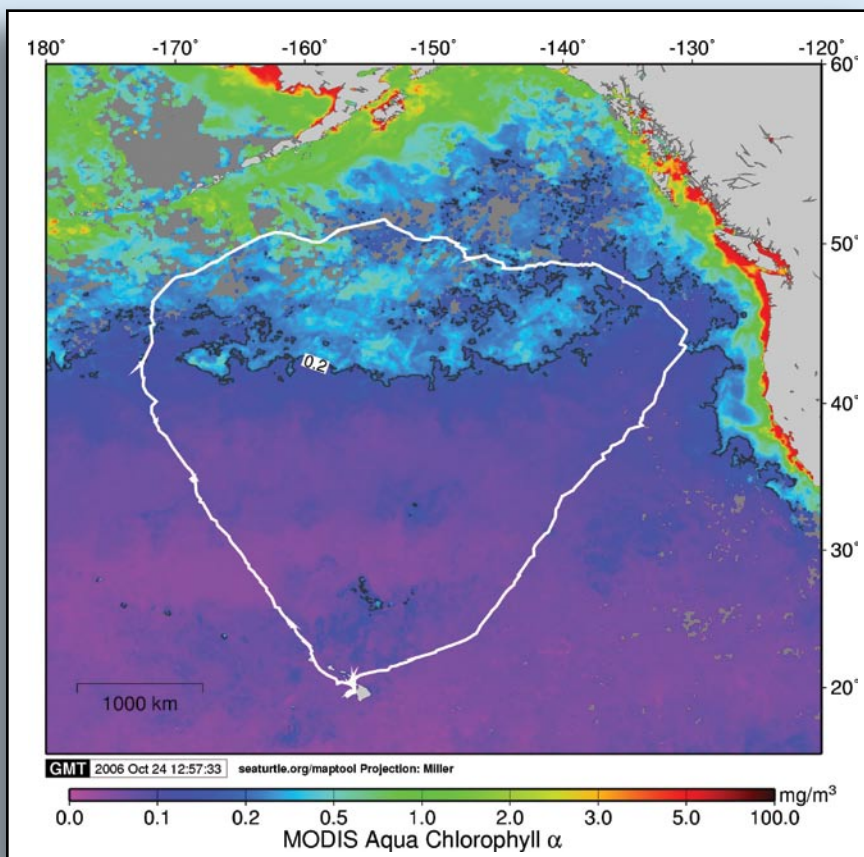 180° -170° -160° -150° -140° -130° -120°
60°
50°
40°
30°
20°
0.2
1000 km
GMT 2006 Oct 24 12:57:33 seaturtle.org/maptool Projection: Miller
mg/m³
0.0 0.1 0.2 0.5 1.0 2.0 3.0 5.0 100.0
MODIS Aqua Chlorophyll α